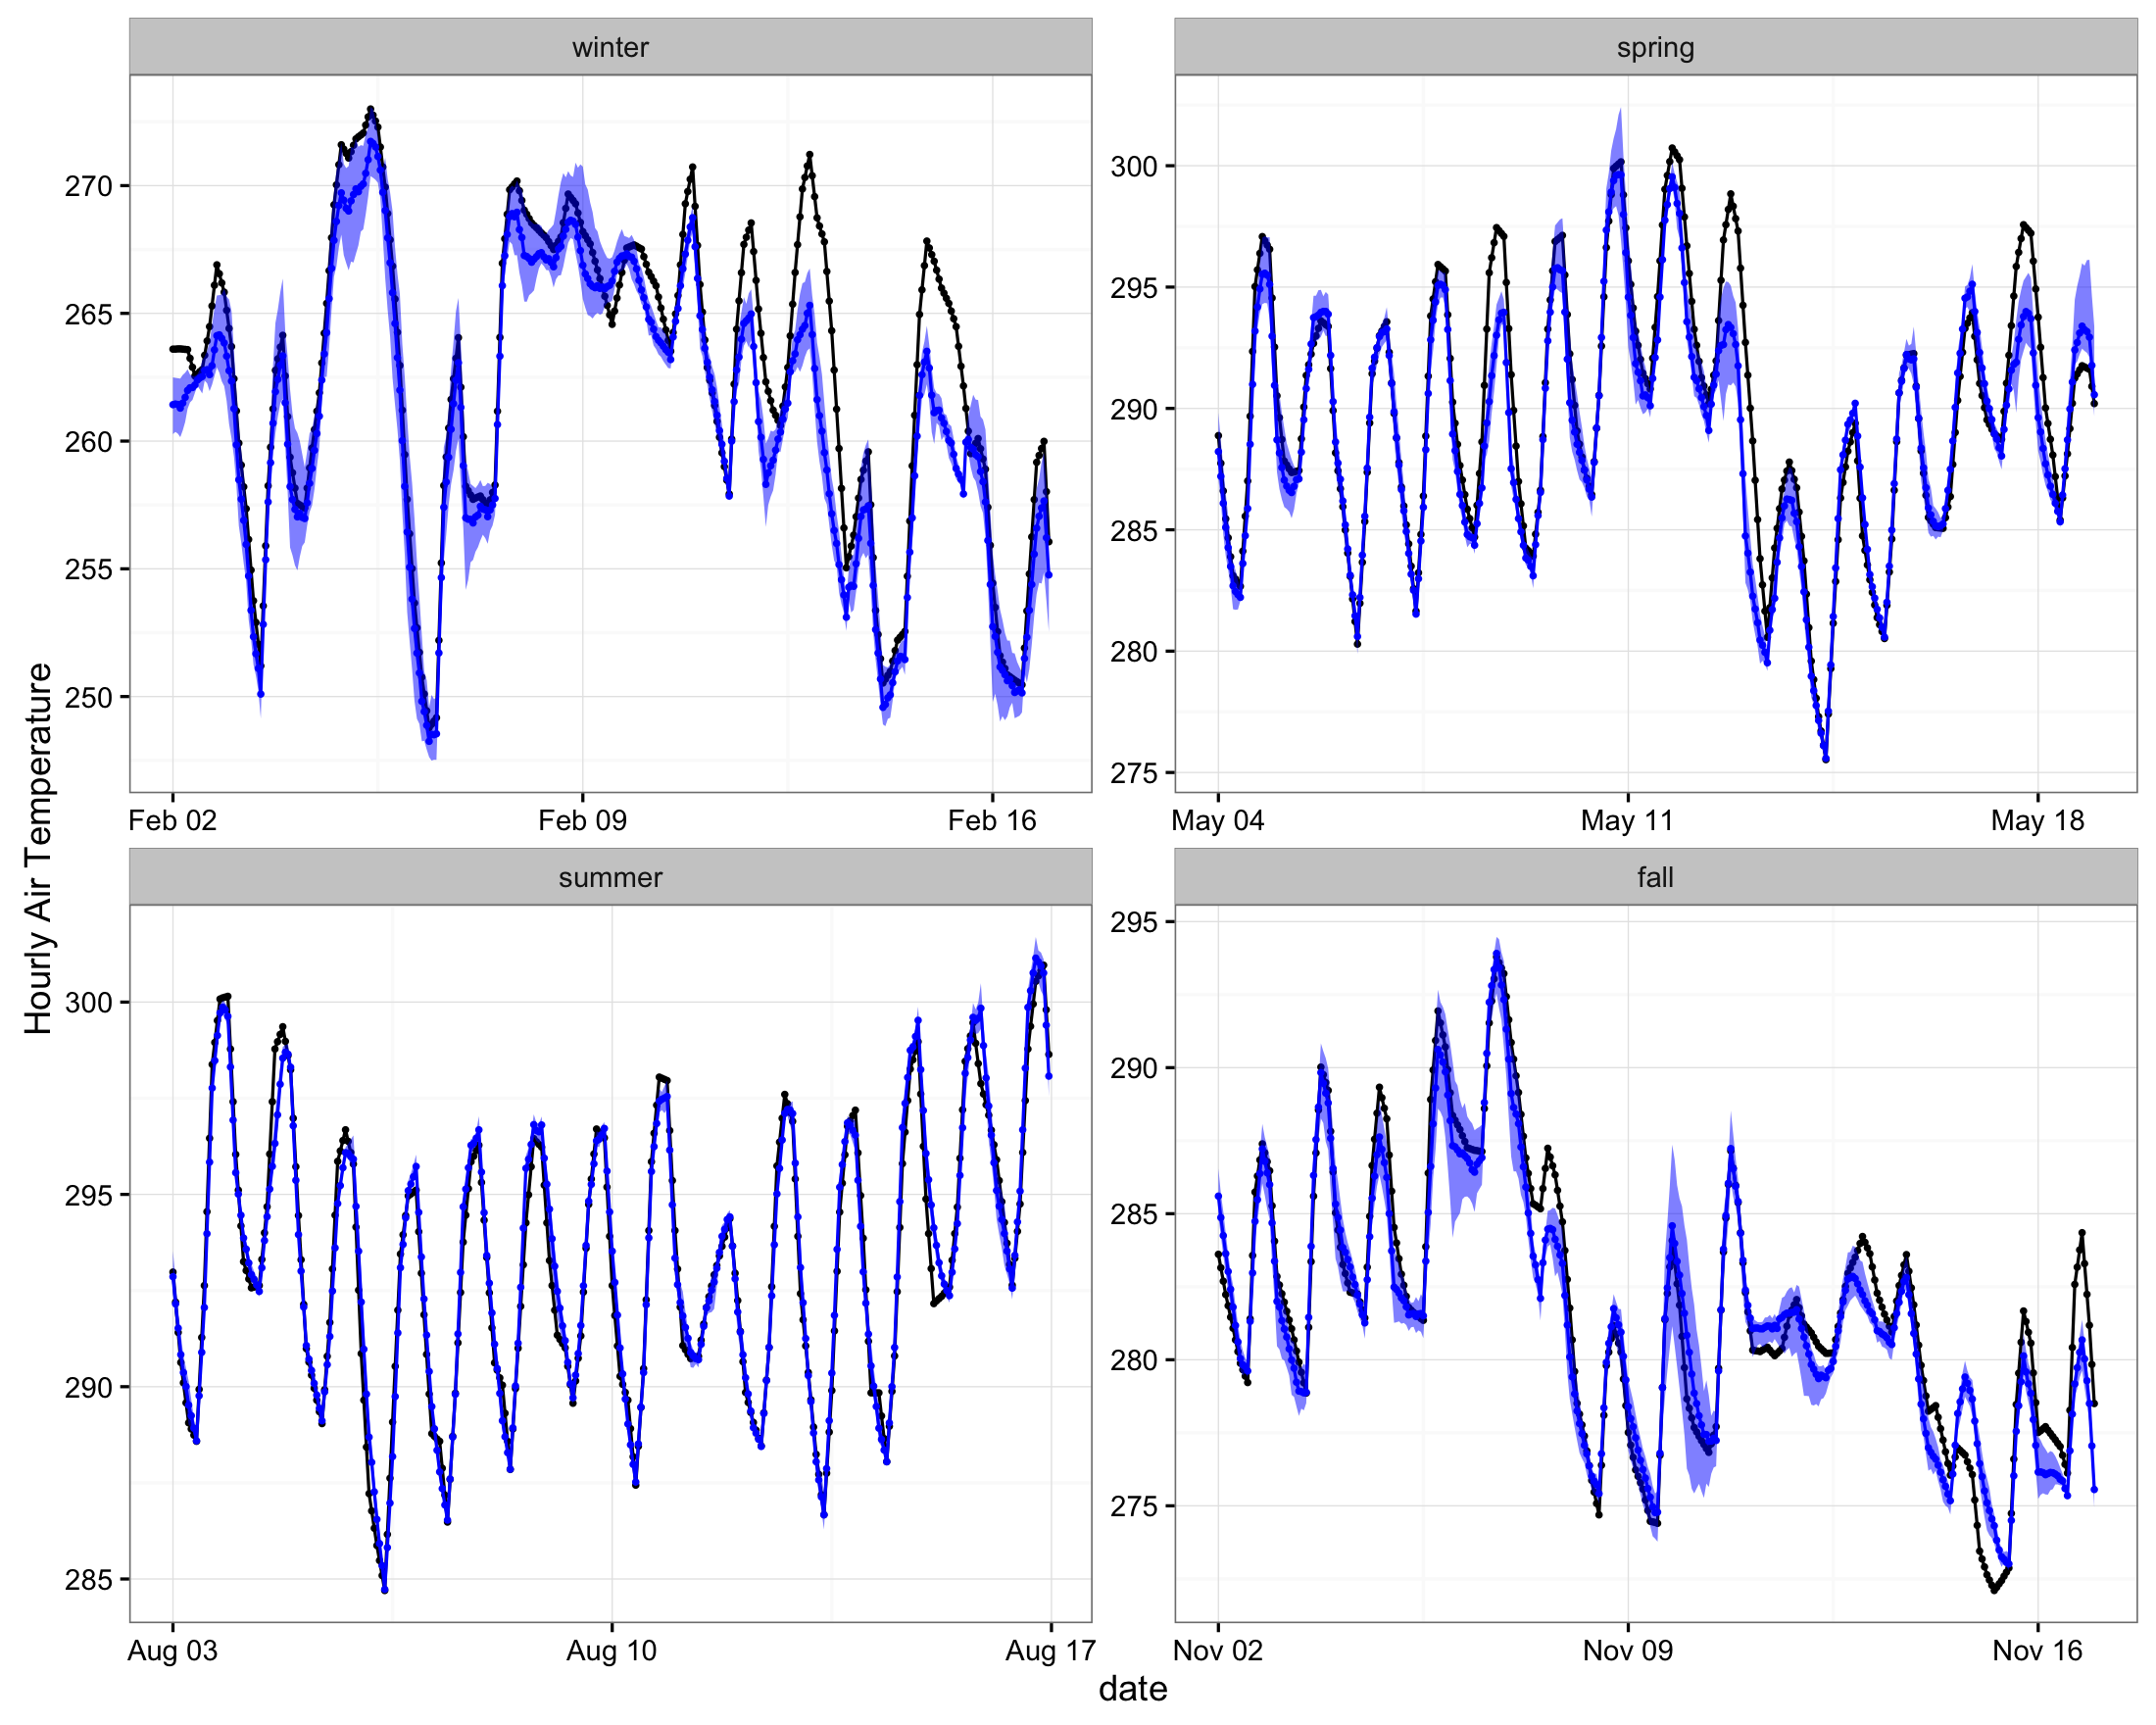 winter
spring
270
265
260
255
250
300
295
290
285
280
275
Feb 02
Feb 09
Feb 16
May 04
May 11
May 18
Hourly Air Temperature
summer
fall
300
295
290
285
295
290
285
280
275
Aug 03
Aug 10
Aug 17
Nov 02
Nov 09
Nov 16
date